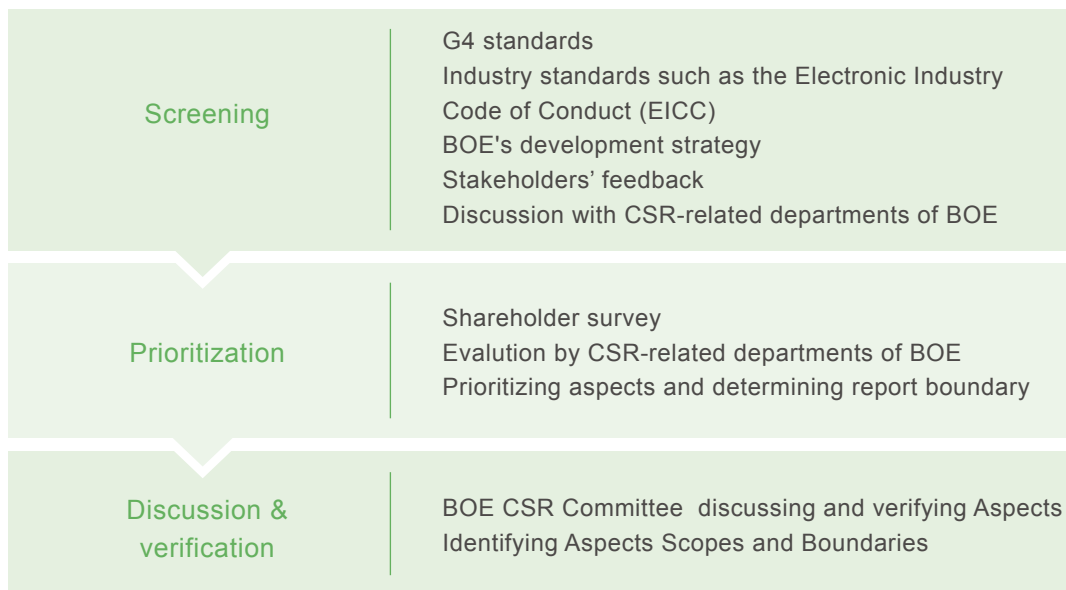 Screening
G4 standards
Industry standards such as the Electronic Industry
Code of Conduct (EICC)
BOE's development strategy
Stakeholders’ feedback
Discussion with CSR-related departments of BOE
Prioritization
Shareholder survey
Evalution by CSR-related departments of BOE
Prioritizing aspects and determining report boundary
Discussion &
verification
BOE CSR Committee  discussing and verifying Aspects
Identifying Aspects Scopes and Boundaries